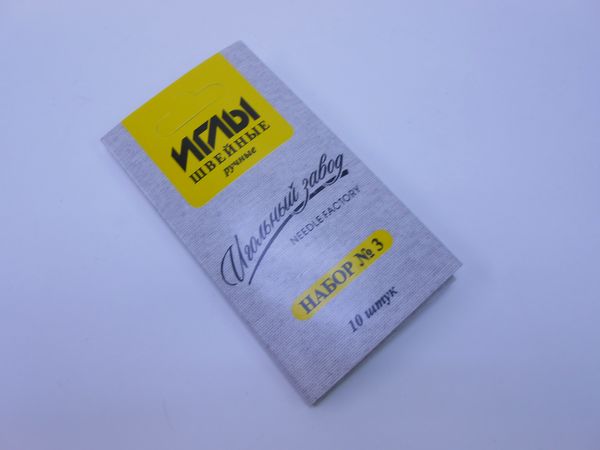 ИГЛЫ
ШВЕЙНЫЕ
ручные
Игольный завод
NEEDLE FACTORY
НАБОР № 3
10 штук